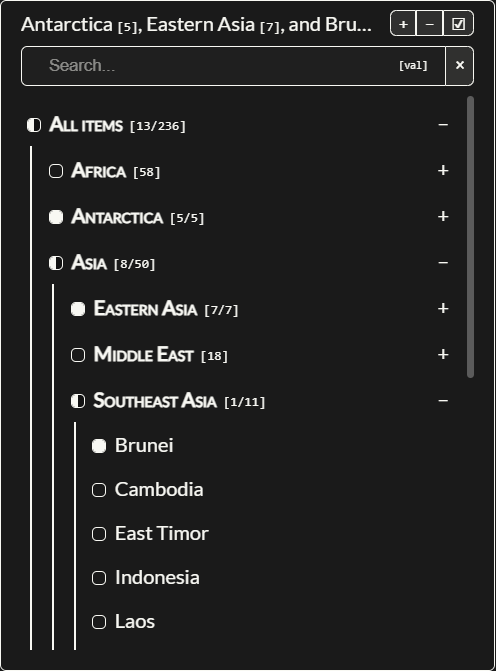 Antarctica [5], Eastern Asia [7], and Bru... + −
Search... [val] ×
ALL ITEMS [13/236] −
AFRICA [58] +
ANTARCTICA [5/5] +
ASIA [8/50] −
EASTERN ASIA [7/7] +
MIDDLE EAST [18] +
SOUTHEAST ASIA [1/11] −
Brunei
Cambodia
East Timor
Indonesia
Laos